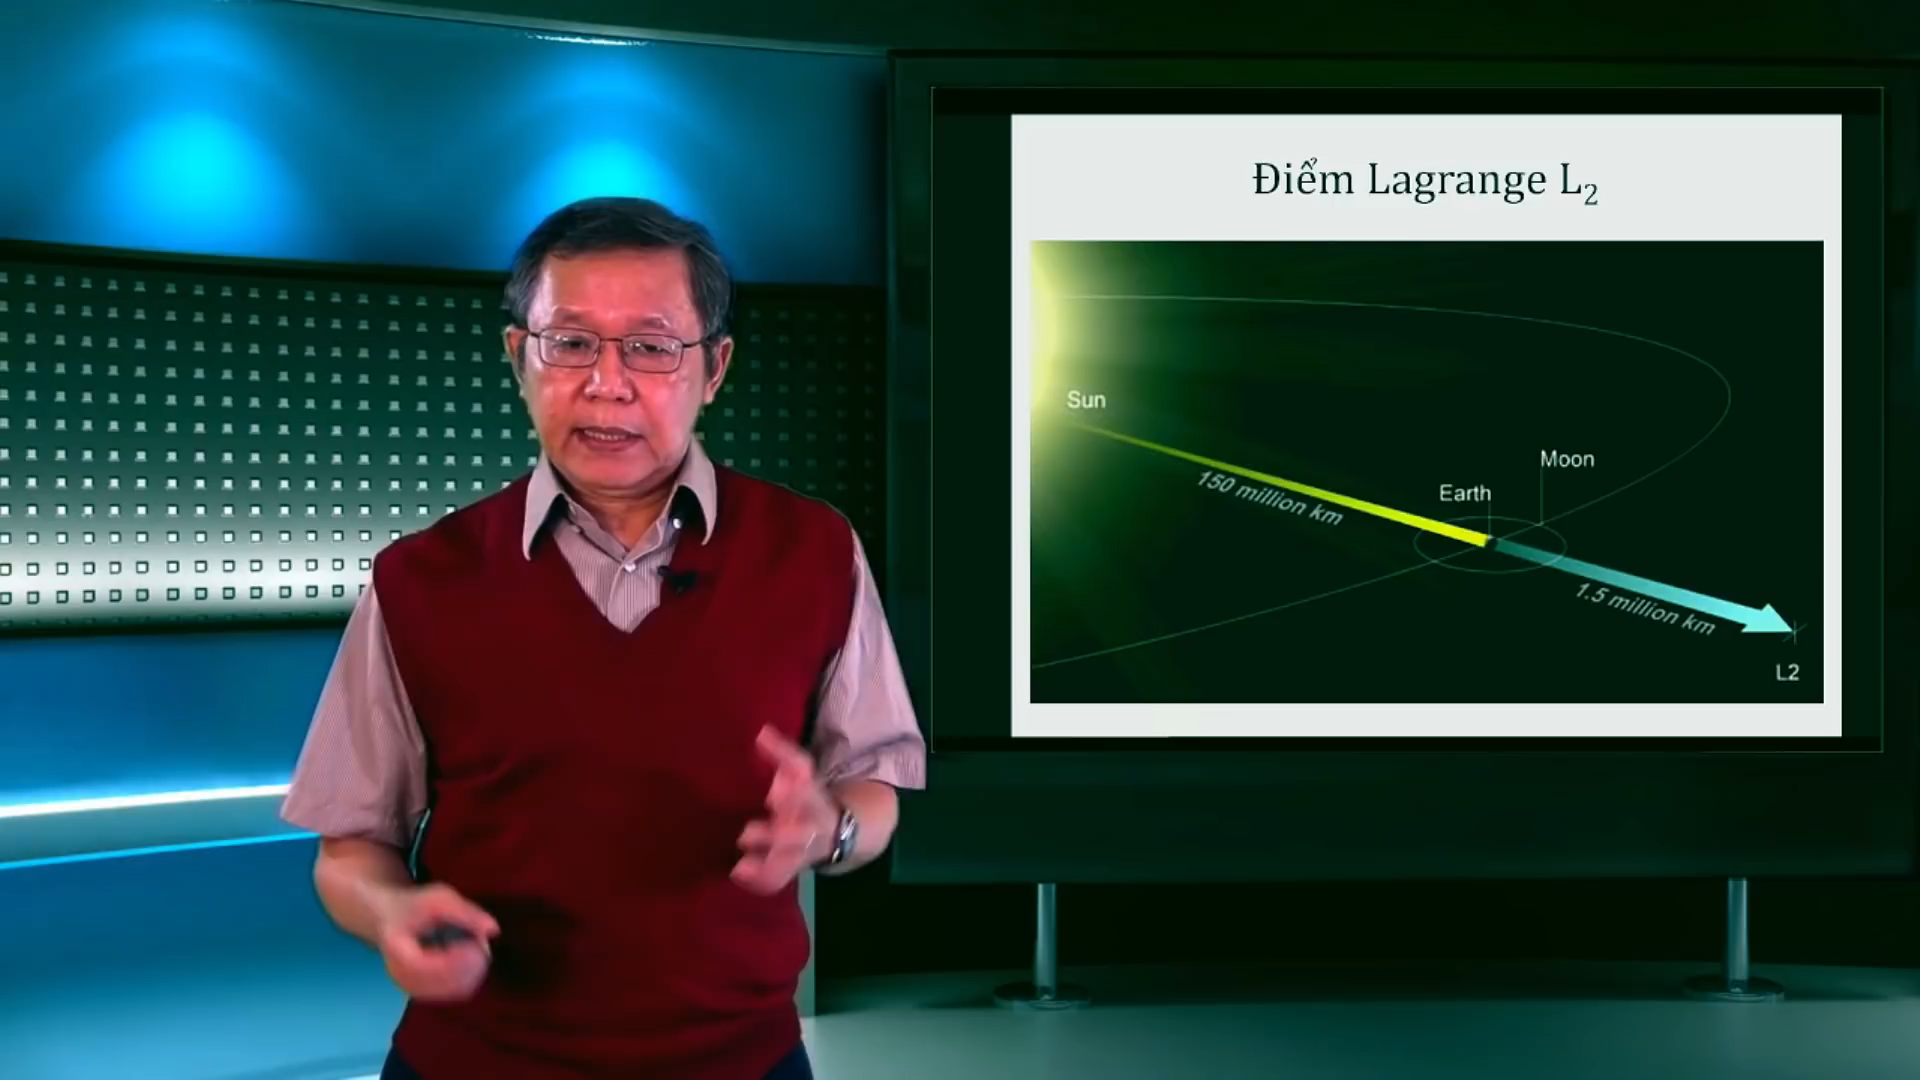 Điểm Lagrange L₂
Sun
150 million km
Moon
Earth
1.5 million km
L2